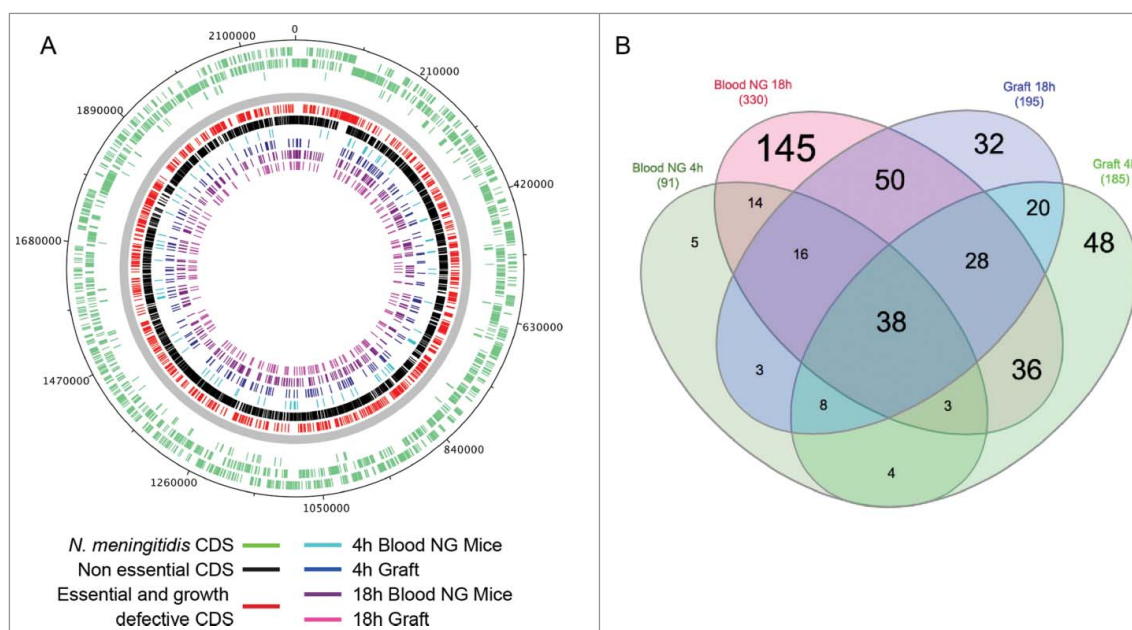 A
0
210000
420000
630000
840000
1050000
1260000
1470000
1680000
1890000
2100000
N. meningitidis CDS
Non essential CDS
Essential and growth
defective CDS
4h Blood NG Mice
4h Graft
18h Blood NG Mice
18h Graft
B
Blood NG 18h
(330)
Graft 18h
(195)
Blood NG 4h
(91)
Graft 4
(185)
145
32
50
14
20
5
16
28
48
38
3
36
8
3
4